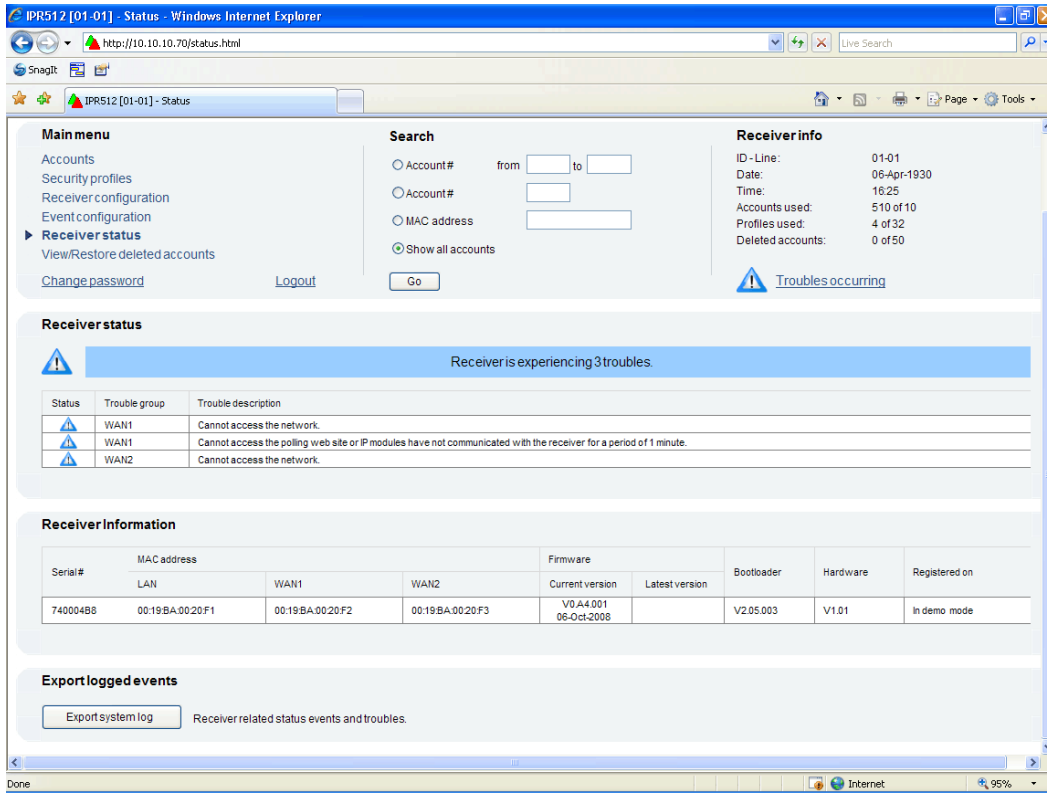 IPR512 [01-01] - Status - Windows Internet Explorer
http://10.10.10.70/status.html
Live Search
SnagIt
IPR512 [01-01] - Status
Page
Tools
Main menu
Accounts
Security profiles
Receiver configuration
Event configuration
Receiver status
View/Restore deleted accounts
Change password
Logout
Search
Account# from to
Account#
MAC address
Show all accounts
Go
Receiver info
ID - Line: 01-01
Date: 06-Apr-1930
Time: 16:25
Accounts used: 510 of 10
Profiles used: 4 of 32
Deleted accounts: 0 of 50
Troubles occurring
Receiver status
Receiver is experiencing 3 troubles.
Status Trouble group Trouble description
WAN1 Cannot access the network.
WAN1 Cannot access the polling web site or IP modules have not communicated with the receiver for a period of 1 minute.
WAN2 Cannot access the network.
Receiver Information
Serial# MAC address Firmware Bootloader Hardware Registered on
LAN WAN1 WAN2 Current version Latest version
740004B8 00:19:BA:00:20:F1 00:19:BA:00:20:F2 00:19:BA:00:20:F3 V0.A4.001 V2.05.003 V1.01 In demo mode
06-Oct-2008
Export logged events
Export system log Receiver related status events and troubles.
Done
Internet
95%